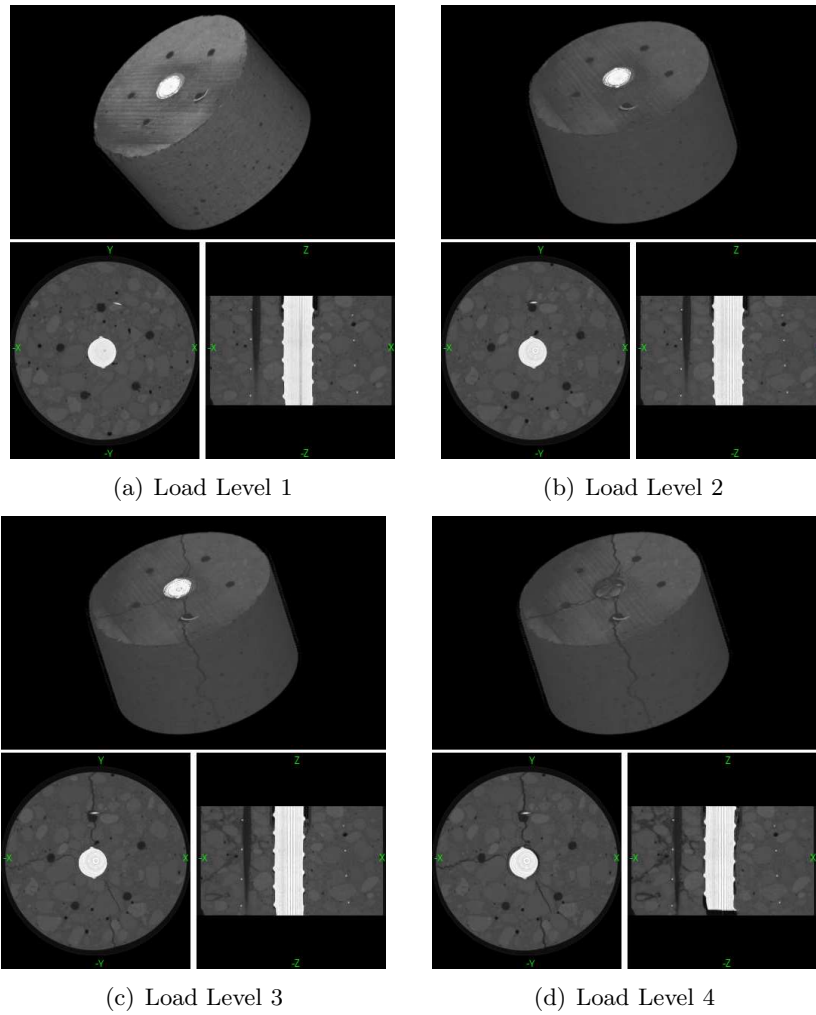 Y
-X
X
-Y
Z
-X
X
-Z
Y
-X
X
-Y
Z
-X
X
-Z
(a) Load Level 1
(b) Load Level 2
Y
-X
X
-Y
Z
-X
X
-Z
Y
-X
X
-Y
Z
-X
X
-Z
(c) Load Level 3
(d) Load Level 4